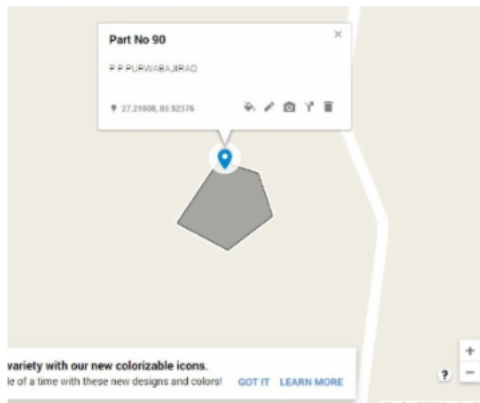 Part No 90
P P PURWABAJIRAO
27.21808, 80.52376
variety with our new colorizable icons.
le of a time with these new designs and colors! GOT IT LEARN MORE
+
?
−